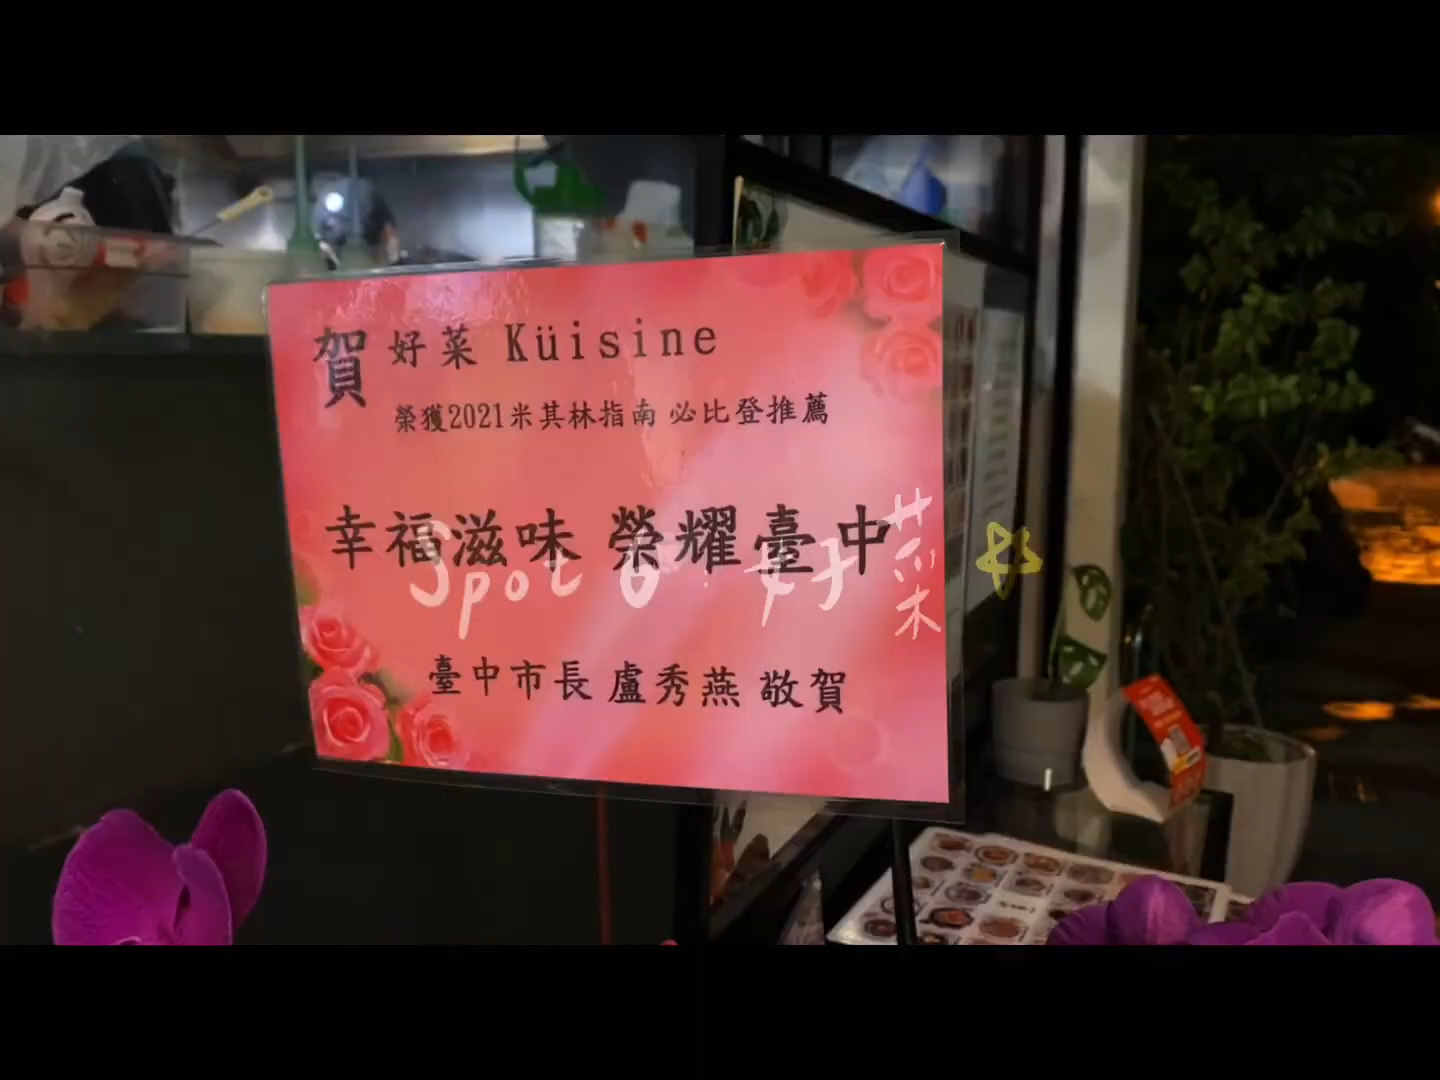 賀 好菜 Küisine
榮獲2021米其林指南 必比登推薦
幸福滋味 榮耀臺中
Spot 6: 好菜
臺中市長 盧秀燕 敬賀